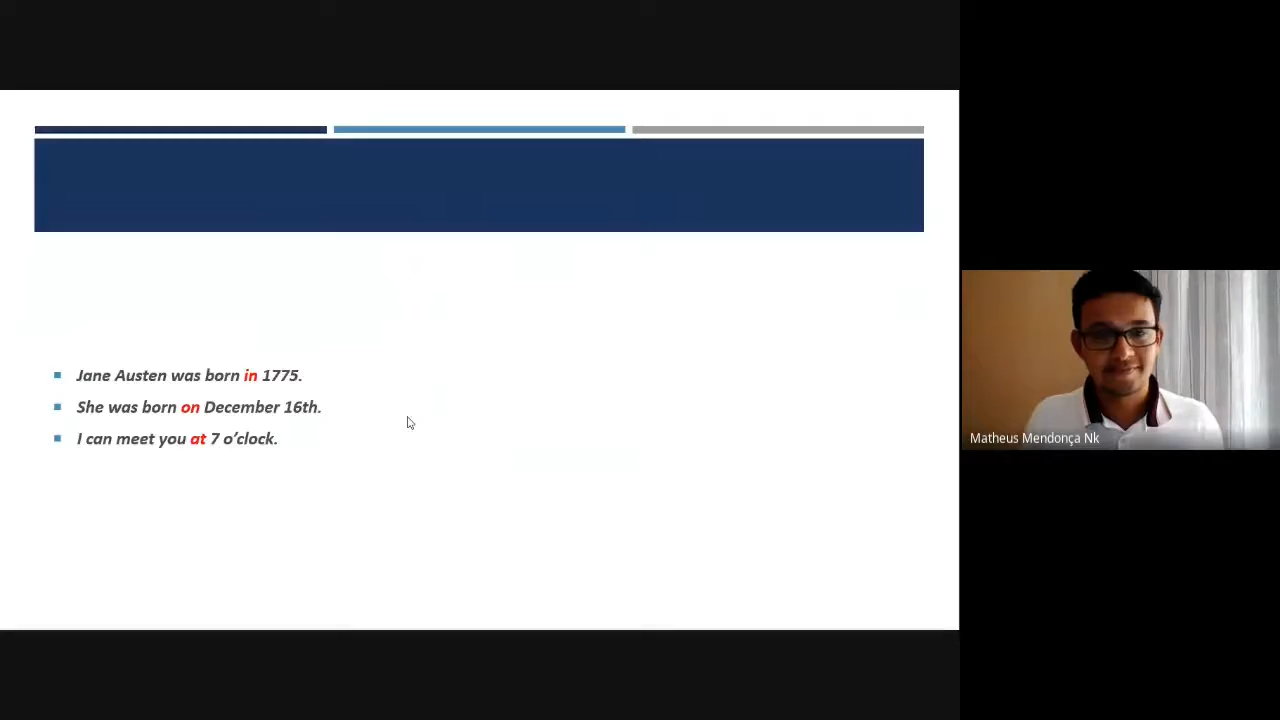 Jane Austen was born in 1775.
She was born on December 16th.
I can meet you at 7 o’clock.
Matheus Mendonça Nk